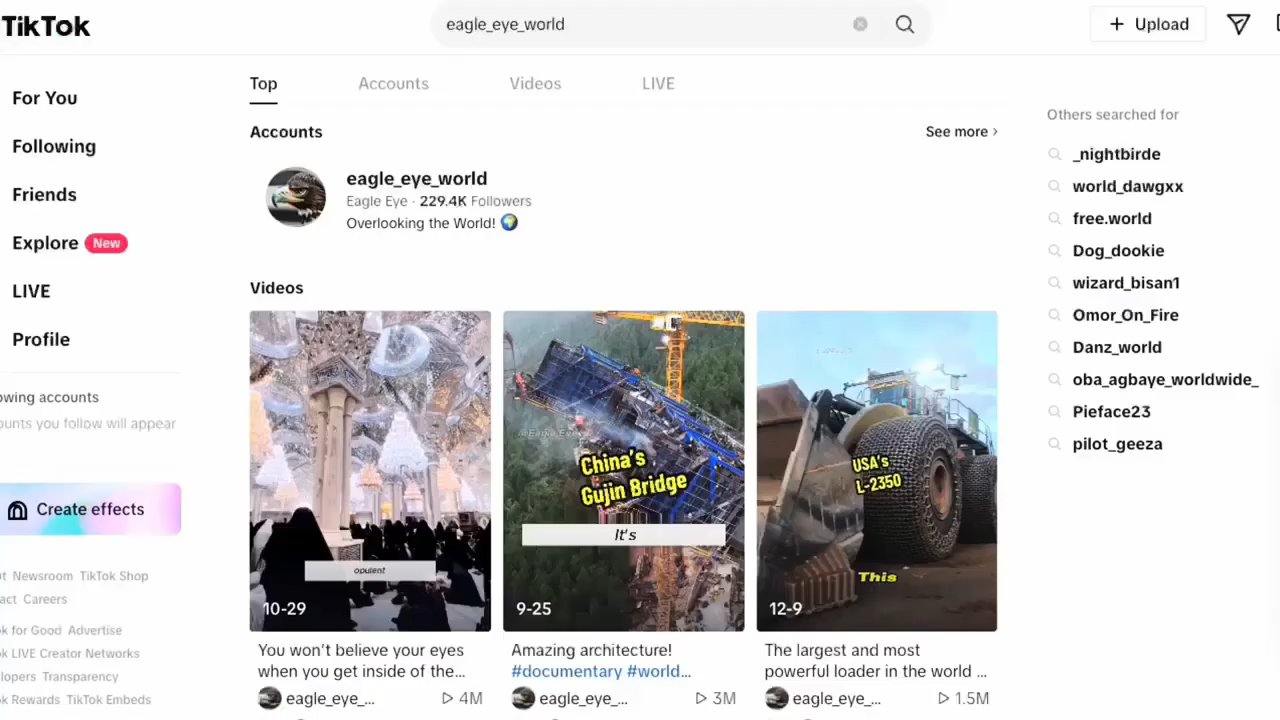 TikTok
eagle_eye_world
Upload
For You
Following
Friends
Explore New
LIVE
Profile
owing accounts
ounts you follow will appear
Create effects
Newsroom TikTok Shop
Careers
k for Good Advertise
k LIVE Creator Networks
lopers Transparency
k Rewards TikTok Embeds
Top Accounts Videos LIVE
Accounts
See more
eagle_eye_world
Eagle Eye · 229.4K Followers
Overlooking the World!
Videos
opulent
10-29
You won't believe your eyes
when you get inside of the...
eagle_eye_... 4M
China's
Gujin Bridge
It's
9-25
Amazing architecture!
#documentary #world...
eagle_eye_... 3M
USA's
L-2350
This
12-9
The largest and most
powerful loader in the world ...
eagle_eye_... 1.5M
Others searched for
_nightbirde
world_dawgxx
free.world
Dog_dookie
wizard_bisan1
Omor_On_Fire
Danz_world
oba_agbaye_worldwide_
Pieface23
pilot_geeza